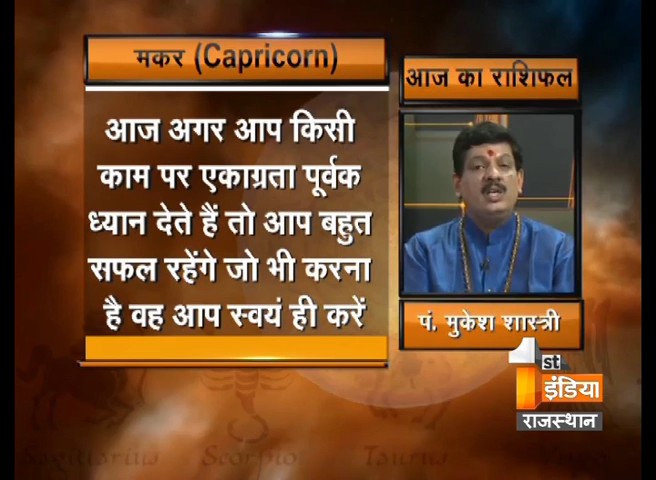 मकर (Capricorn)
आज अगर आप किसी
काम पर एकाग्रता पूर्वक
ध्यान देते हैं तो आप बहुत
सफल रहेंगे जो भी करना
है वह आप स्वयं ही करें
आज का राशिफल
पं. मुकेश शास्त्री
1st
इंडिया
राजस्थान
Sagittarius
Scorpio
Taurus